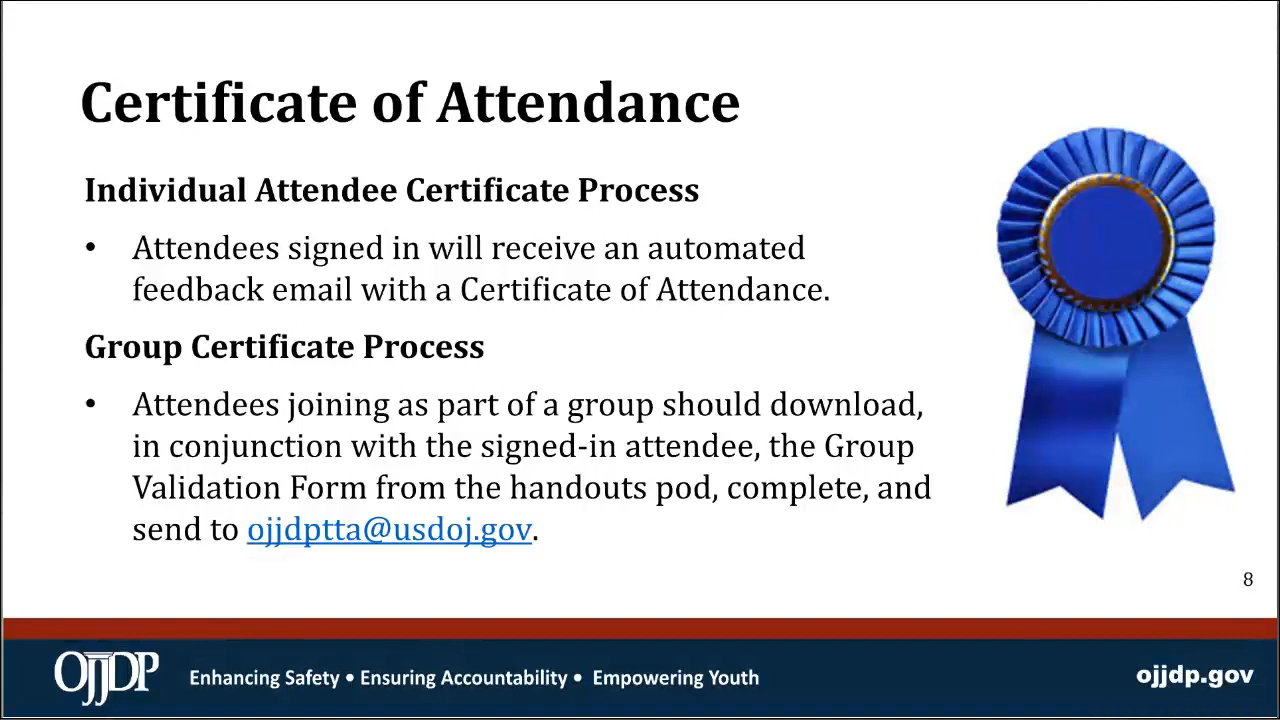 Certificate of Attendance
Individual Attendee Certificate Process
• Attendees signed in will receive an automated
feedback email with a Certificate of Attendance.
Group Certificate Process
• Attendees joining as part of a group should download,
in conjunction with the signed-in attendee, the Group
Validation Form from the handouts pod, complete, and
send to ojjdptta@usdoj.gov.
8
OJJDP
Enhancing Safety • Ensuring Accountability • Empowering Youth
ojjdp.gov